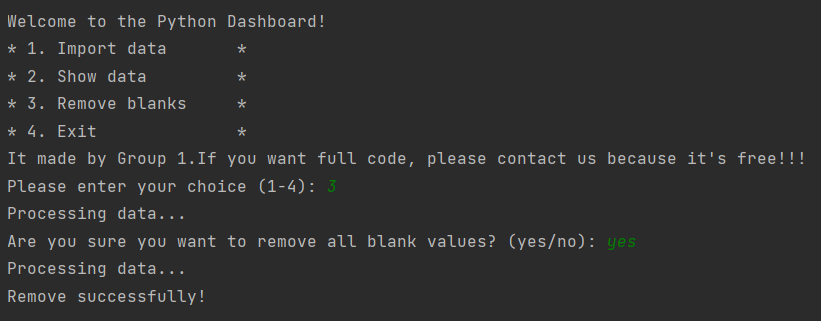 Welcome to the Python Dashboard!
* 1. Import data       *
* 2. Show data         *
* 3. Remove blanks     *
* 4. Exit              *
It made by Group 1.If you want full code, please contact us because it's free!!!
Please enter your choice (1-4): 3
Processing data...
Are you sure you want to remove all blank values? (yes/no): yes
Processing data...
Remove successfully!